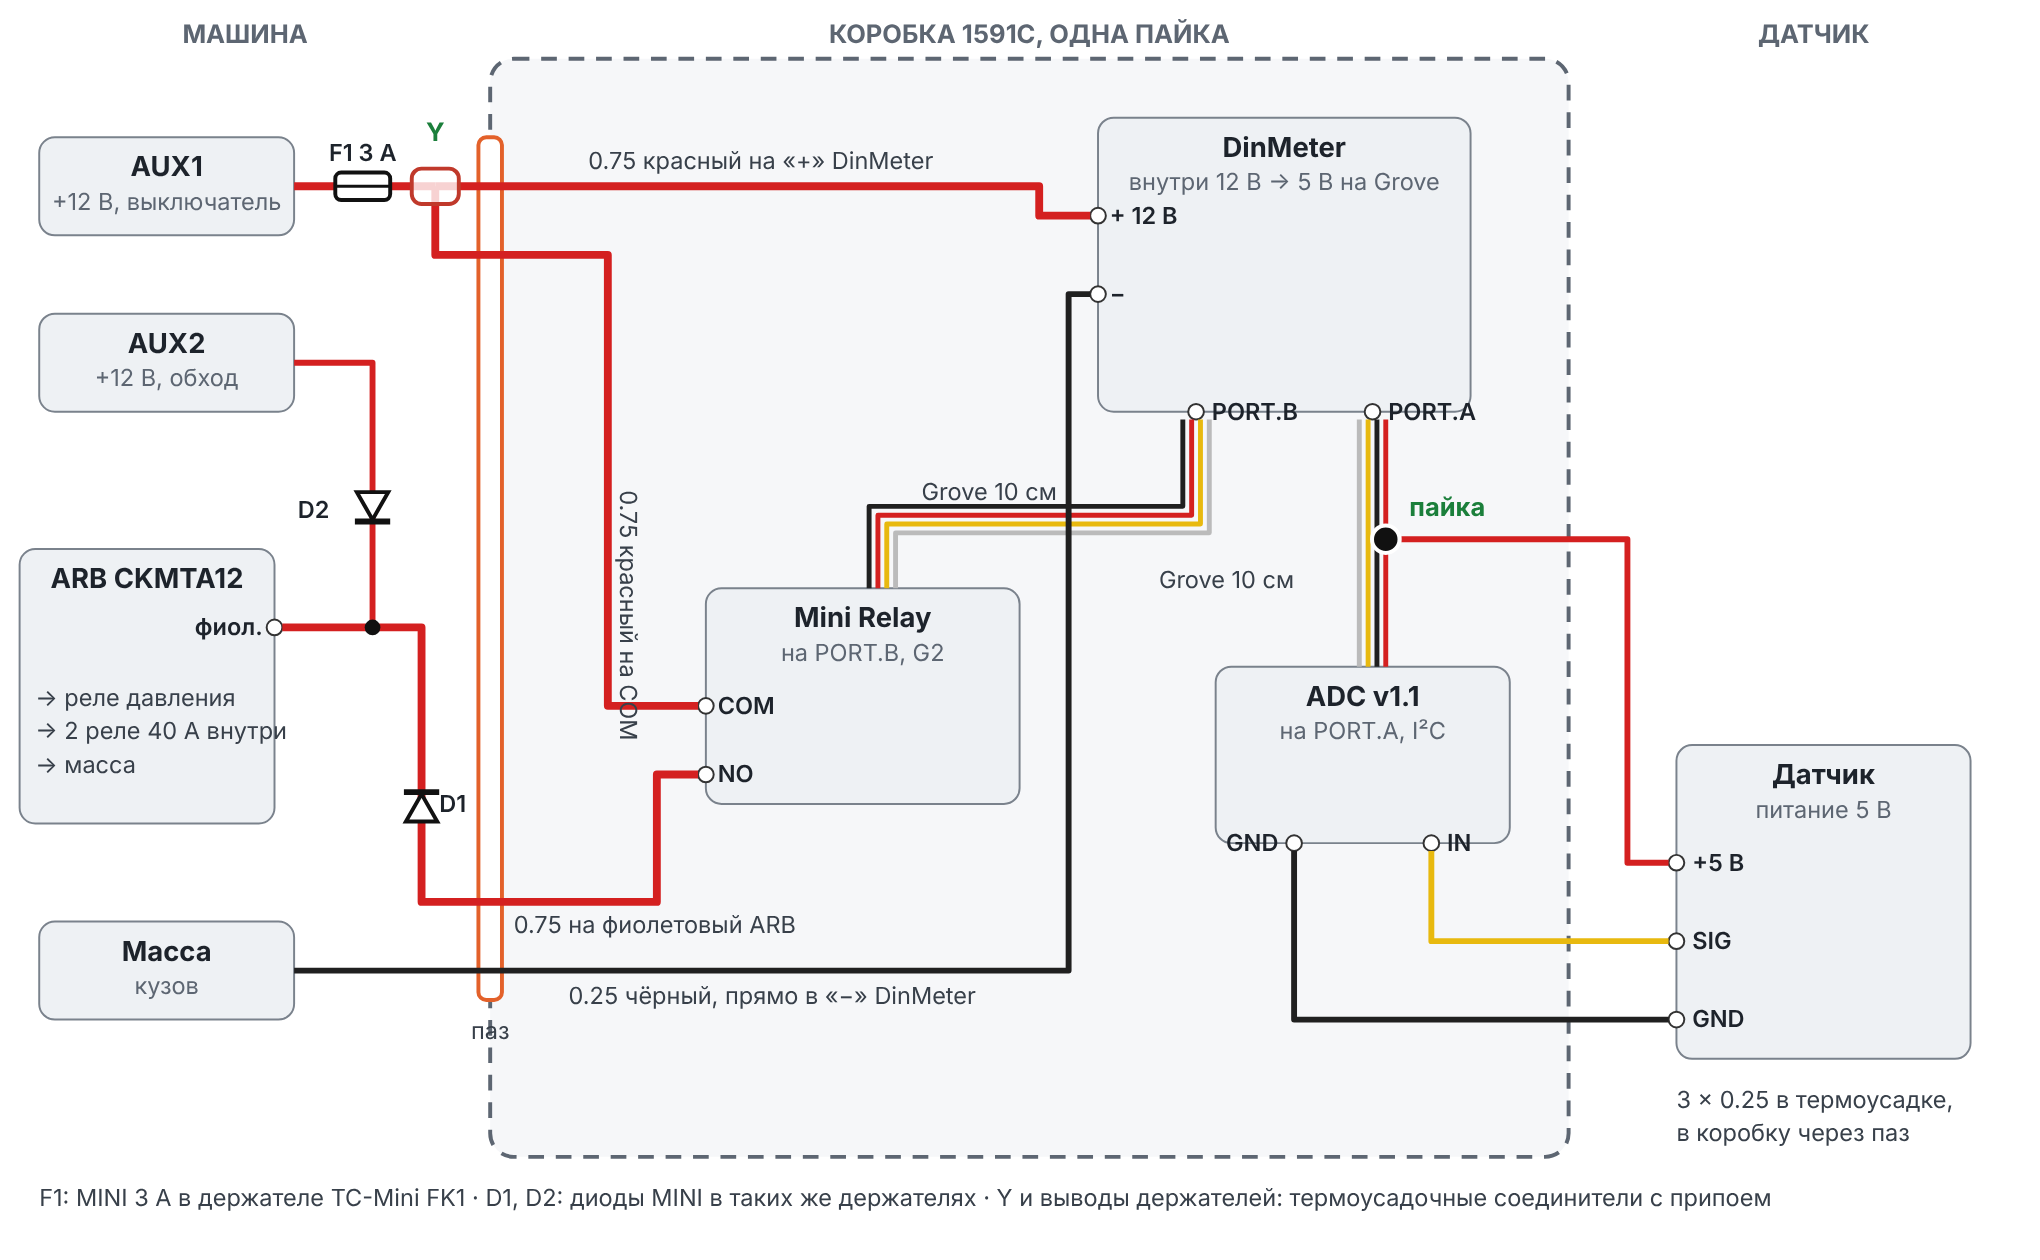 МАШИНА
КОРОБКА 1591С, ОДНА ПАЙКА
ДАТЧИК
AUX1
+12 В, выключатель
F1 3 А
Y
0.75 красный на «+» DinMeter
DinMeter
внутри 12 В → 5 В на Grove
+ 12 В
−
PORT.B
PORT.A
AUX2
+12 В, обход
D2
Grove 10 см
пайка
Grove 10 см
0.75 красный на COM
ARB CKMTA12
фиол.
→ реле давления
→ 2 реле 40 А внутри
→ масса
D1
Mini Relay
на PORT.B, G2
COM
NO
ADC v1.1
на PORT.A, I²C
GND
IN
Датчик
питание 5 В
+5 В
SIG
GND
0.75 на фиолетовый ARB
Масса
кузов
0.25 чёрный, прямо в «−» DinMeter
паз
3 × 0.25 в термоусадке,
в коробку через паз
F1: MINI 3 А в держателе TC-Mini FK1 · D1, D2: диоды MINI в таких же держателях · Y и выводы держателей: термоусадочные соединители с припоем